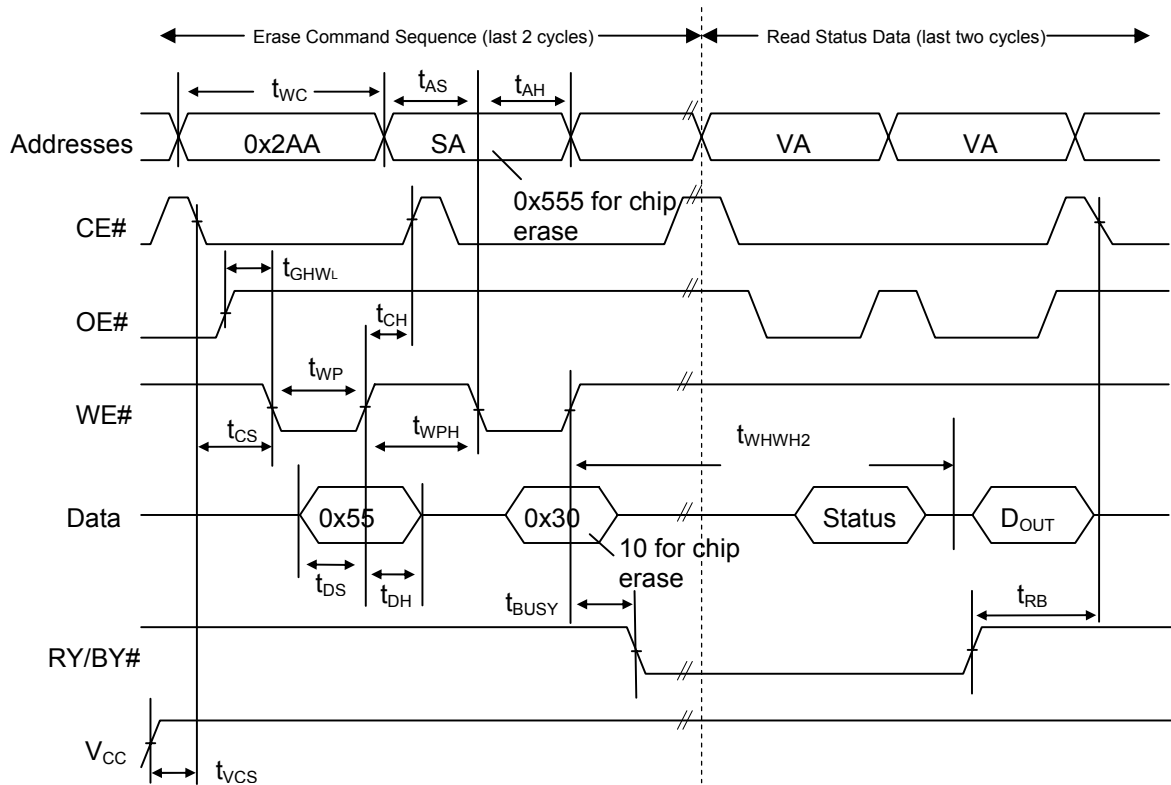 Erase Command Sequence (last 2 cycles) Read Status Data (last two cycles)
tWC tAS tAH
Addresses 0x2AA SA VA VA
0x555 for chip
erase
CE#
tGHWL
OE#
tCH
tWP
WE#
tCS tWPH tWHWH2
Data 0x55 0x30 Status DOUT
10 for chip
erase
tDS tDH
tBUSY tRB
RY/BY#
VCC
tVCS